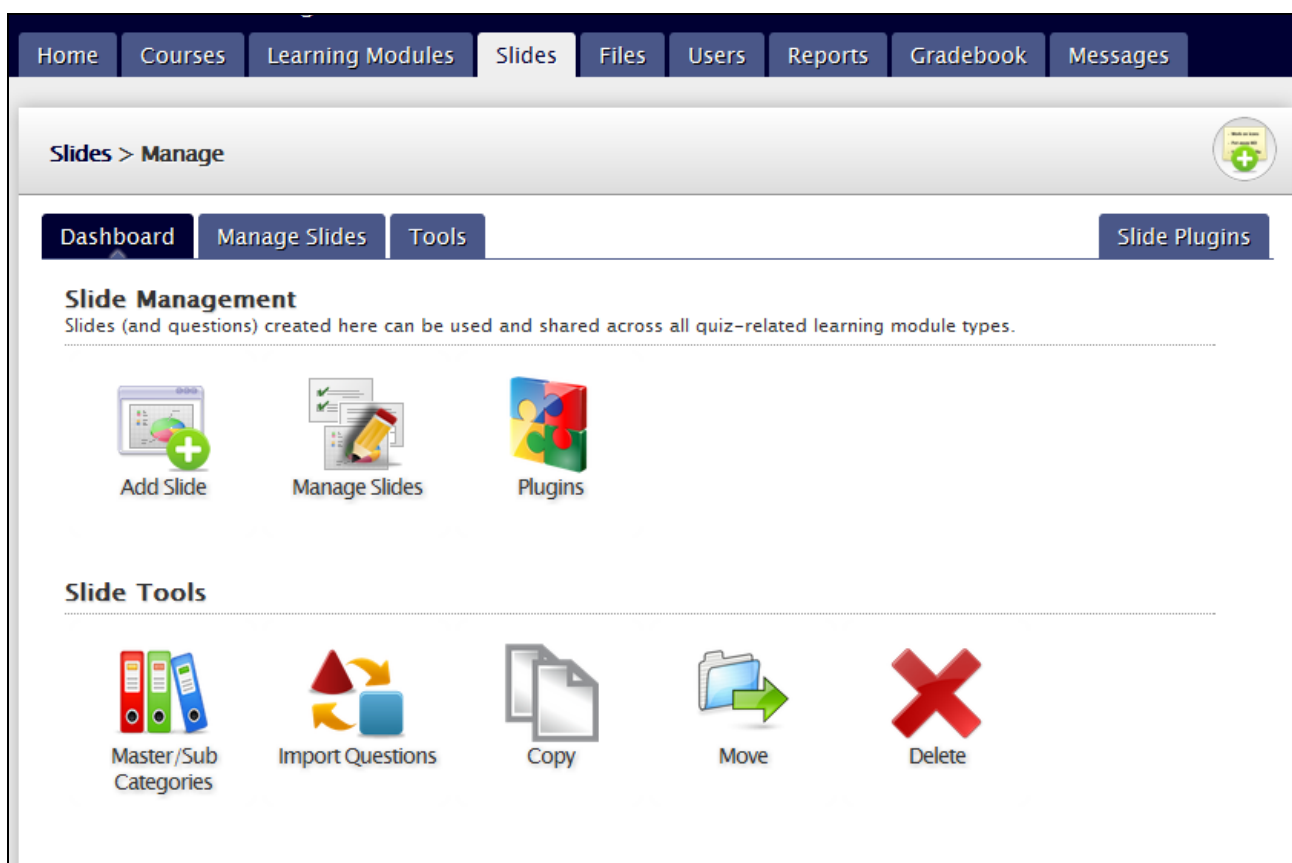 Home Courses Learning Modules Slides Files Users Reports Gradebook Messages
Slides > Manage
Dashboard Manage Slides Tools Slide Plugins
Slide Management
Slides (and questions) created here can be used and shared across all quiz-related learning module types.
Add Slide Manage Slides Plugins
Slide Tools
Master/Sub Import Questions Copy Move Delete
Categories